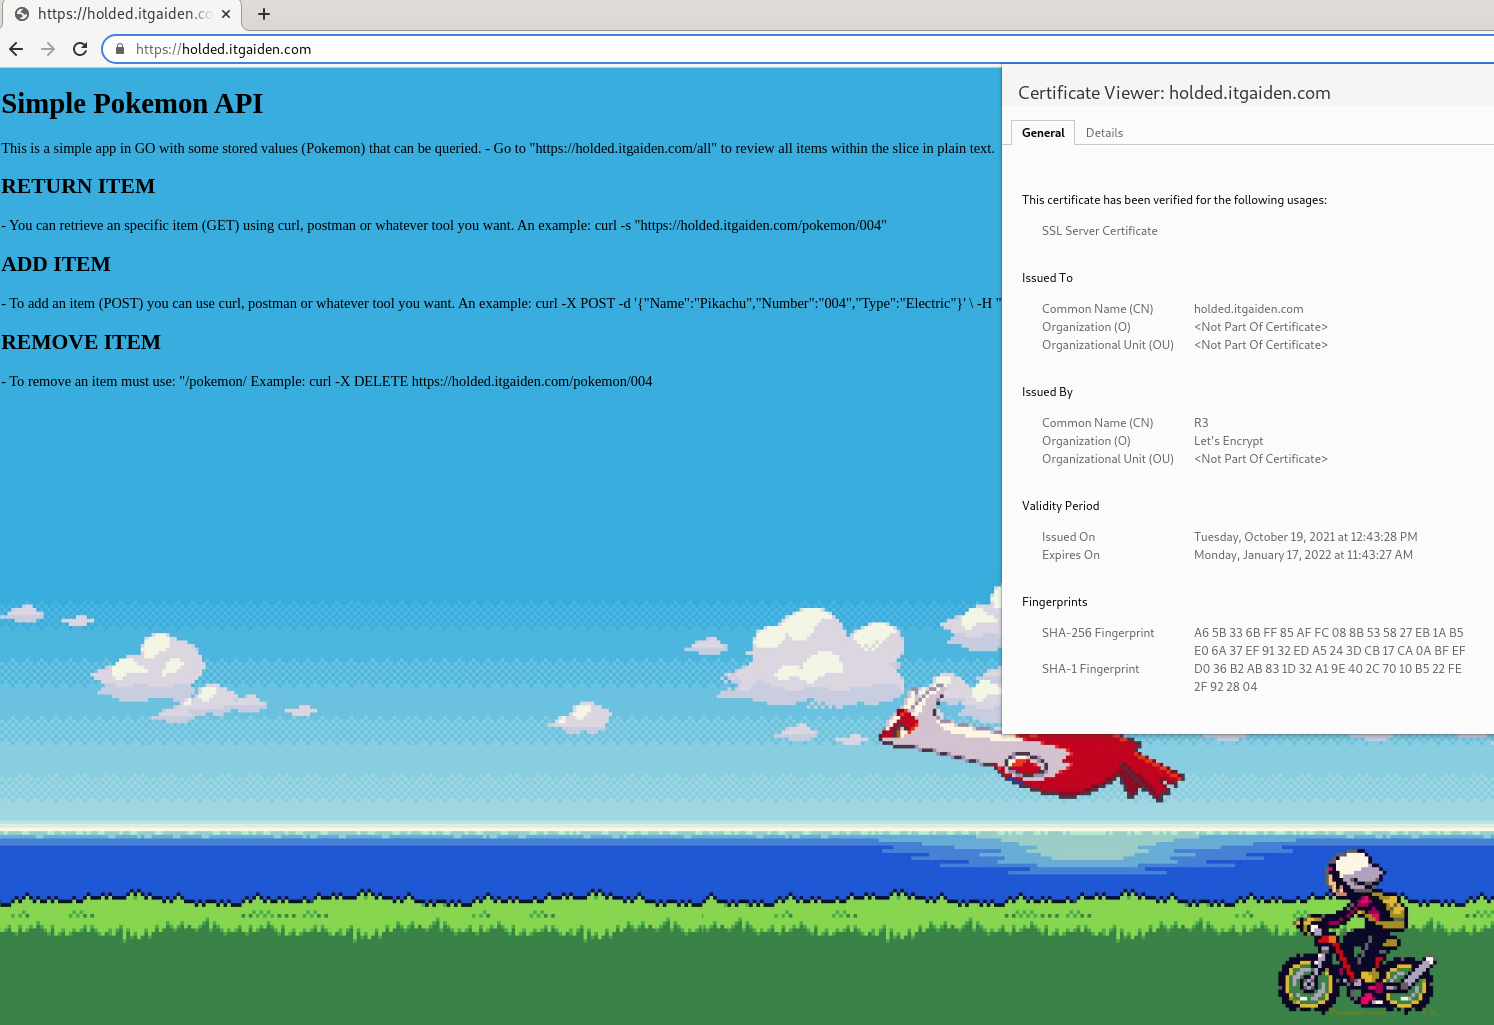 https://holded.itgaiden.co
https://holded.itgaiden.com
Simple Pokemon API
This is a simple app in GO with some stored values (Pokemon) that can be queried. - Go to "https://holded.itgaiden.com/all" to review all items within the slice in plain text.
RETURN ITEM
- You can retrieve an specific item (GET) using curl, postman or whatever tool you want. An example: curl -s "https://holded.itgaiden.com/pokemon/004"
ADD ITEM
- To add an item (POST) you can use curl, postman or whatever tool you want. An example: curl -X POST -d '{"Name":"Pikachu","Number":"004","Type":"Electric"}' \ -H "
REMOVE ITEM
- To remove an item must use: "/pokemon/ Example: curl -X DELETE https://holded.itgaiden.com/pokemon/004
Certificate Viewer: holded.itgaiden.com
General Details
This certificate has been verified for the following usages:
SSL Server Certificate
Issued To
Common Name (CN) holded.itgaiden.com
Organization (O) <Not Part Of Certificate>
Organizational Unit (OU) <Not Part Of Certificate>
Issued By
Common Name (CN) R3
Organization (O) Let's Encrypt
Organizational Unit (OU) <Not Part Of Certificate>
Validity Period
Issued On Tuesday, October 19, 2021 at 12:43:28 PM
Expires On Monday, January 17, 2022 at 11:43:27 AM
Fingerprints
SHA-256 Fingerprint A6 5B 33 6B FF 85 AF FC 08 8B 53 58 27 EB 1A B5
E0 6A 37 EF 91 32 ED A5 24 3D CB 17 CA 0A BF EF
SHA-1 Fingerprint D0 36 B2 AB 83 1D 32 A1 9E 40 2C 70 10 B5 22 FE
2F 92 28 04